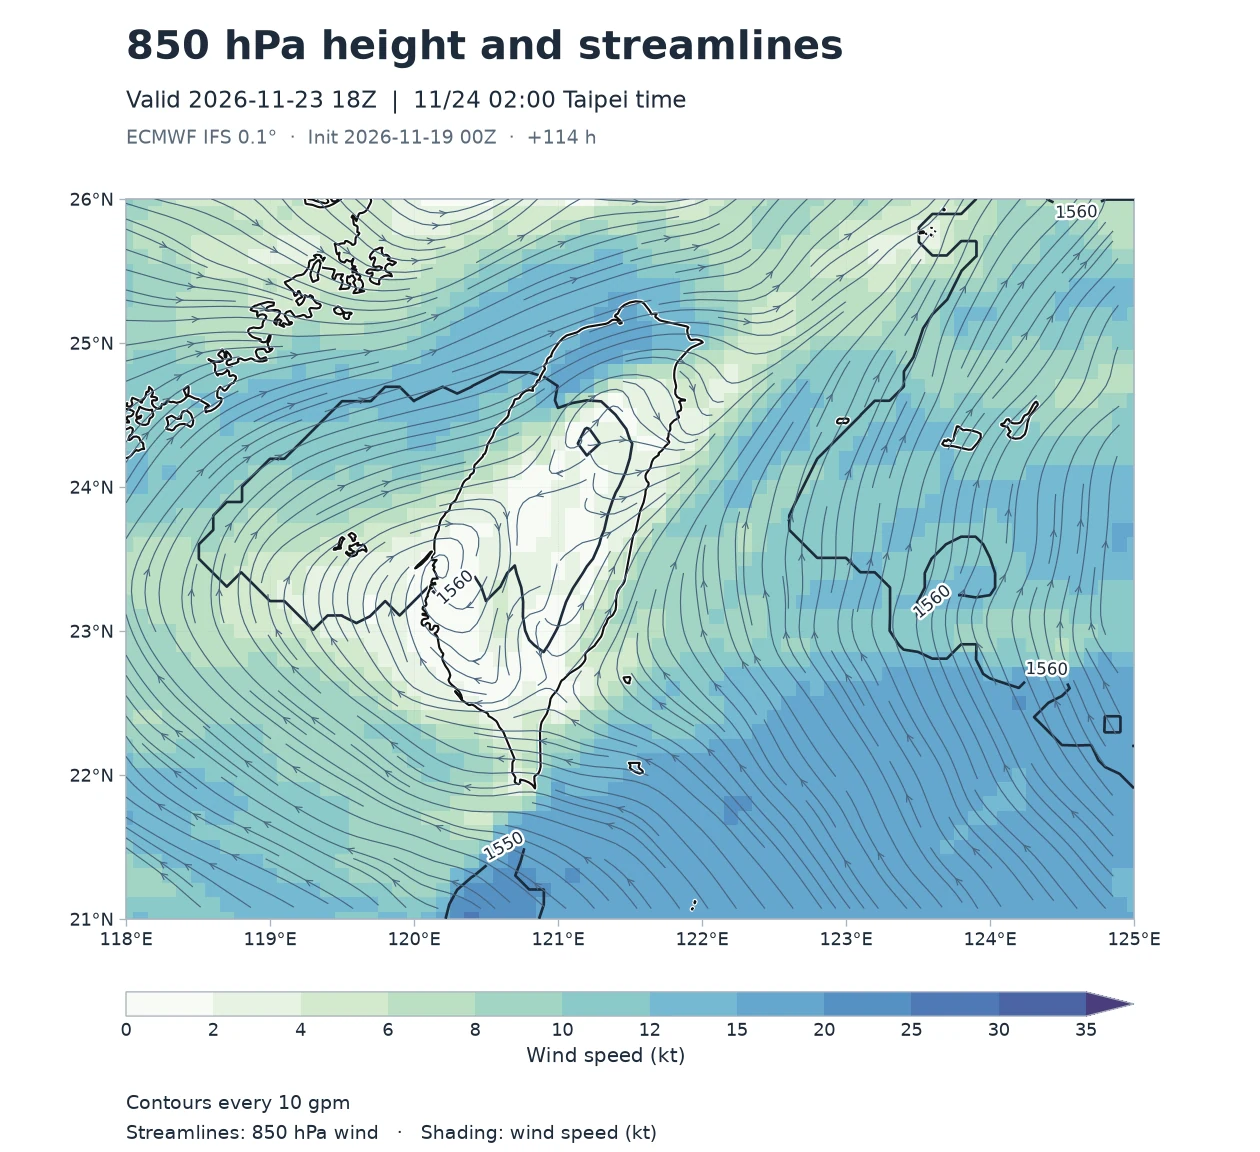 850 hPa height and streamlines
Valid 2026-11-23 18Z | 11/24 02:00 Taipei time
ECMWF IFS 0.1° · Init 2026-11-19 00Z · +114 h
26°N
1560
25°N
24°N
1560
1560
23°N
1560
22°N
1550
21°N
118°E 119°E 120°E 121°E 122°E 123°E 124°E 125°E
0 2 4 6 8 10 12 15 20 25 30 35
Wind speed (kt)
Contours every 10 gpm
Streamlines: 850 hPa wind · Shading: wind speed (kt)